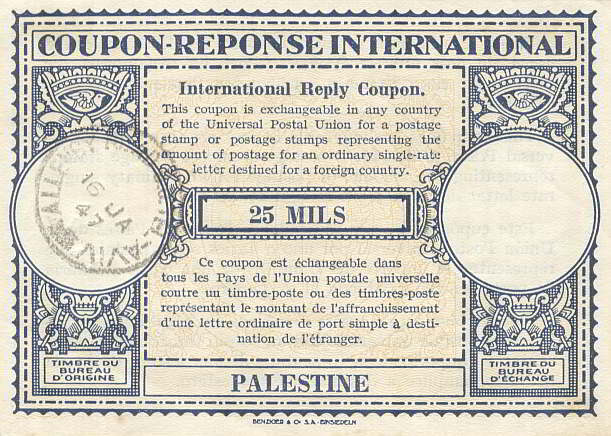 COUPON-REPONSE INTERNATIONAL
International Reply Coupon.
This coupon is exchangeable in any country
of the Universal Postal Union for a postage
stamp or postage stamps representing the
amount of postage for an ordinary single-rate
letter destined for a foreign country.
16 JA
47
AVIV
25 MILS
Ce coupon est échangeable dans
tous les Pays de l'Union postale universelle
contre un timbre-poste ou des timbres-poste
représentant le montant de l'affranchissement
d'une lettre ordinaire de port simple à desti-
nation de l'étranger.
TIMBRE DU
BUREAU
D'ORIGINE
PALESTINE
TIMBRE DU
BUREAU
D'ÉCHANGE
BENZIGER & Co S.A. - EINSIEDELN